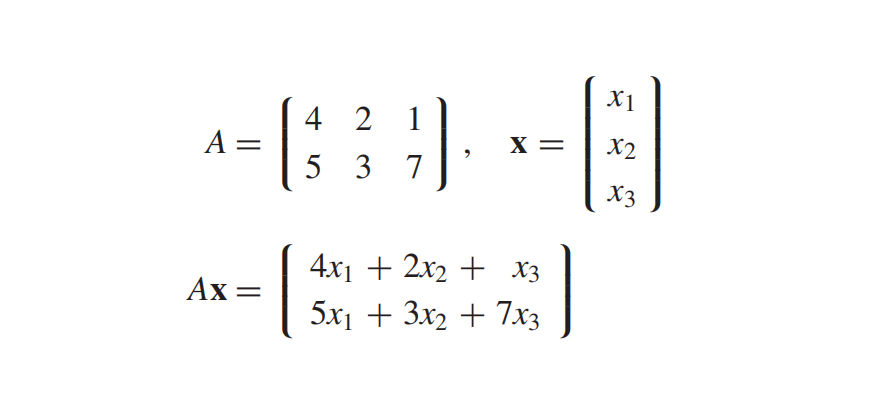 A = ( 4 2 1
5 3 7 ) , x = ( x₁
x₂
x₃ )
Ax = ( 4x₁ + 2x₂ + x₃
5x₁ + 3x₂ + 7x₃ )